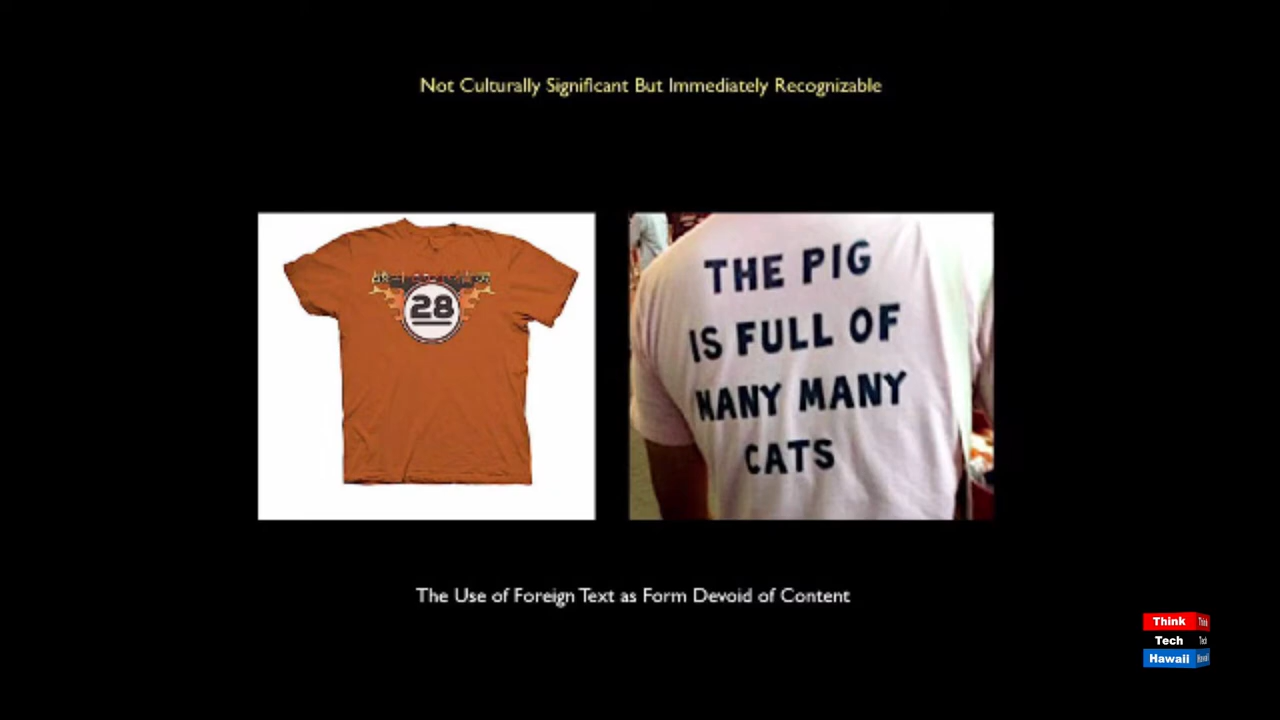 Not Culturally Significant But Immediately Recognizable
28
THE PIG
IS FULL OF
MANY MANY
CATS
The Use of Foreign Text as Form Devoid of Content
Think
Tech
Hawaii